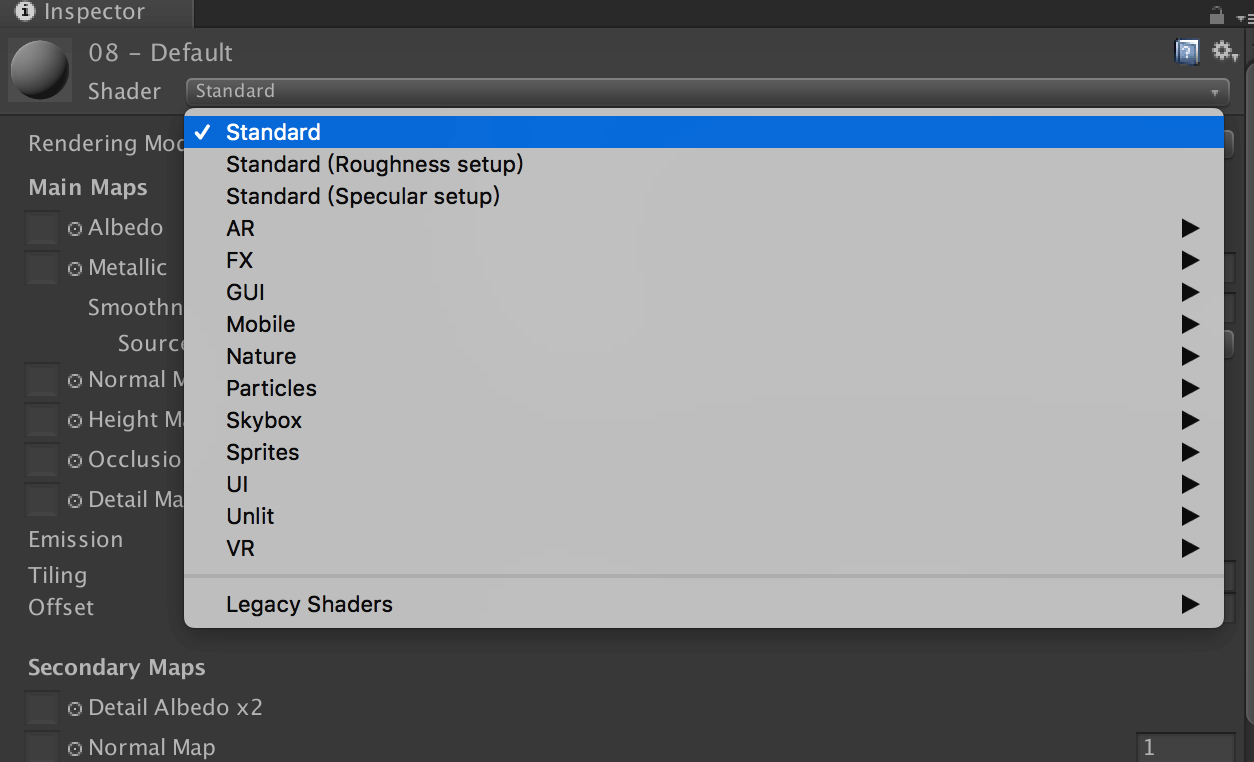 Inspector
08 - Default
Shader
Standard
Standard
Rendering Mod
Standard (Roughness setup)
Main Maps
Standard (Specular setup)
Albedo
AR
FX
Metallic
GUI
Smoothn
Mobile
Source
Nature
Normal M
Particles
Height Ma
Skybox
Sprites
Occlusio
UI
Detail Ma
Unlit
Emission
VR
Tiling
Offset
Legacy Shaders
Secondary Maps
Detail Albedo x2
Normal Map
1